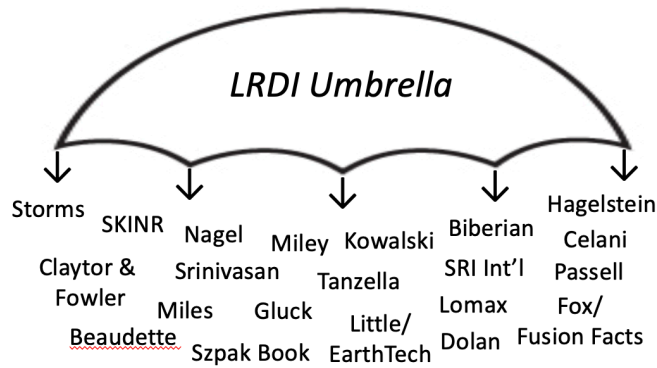 LRDI Umbrella
Storms
SKINR
Nagel
Miley
Kowalski
Biberian
Hagelstein
Celani
Claytor &
Fowler
Srinivasan
Tanzella
SRI Int’l
Passell
Miles
Gluck
Little/
EarthTech
Lomax
Fox/
Fusion Facts
Beaudette
Szpak Book
Dolan